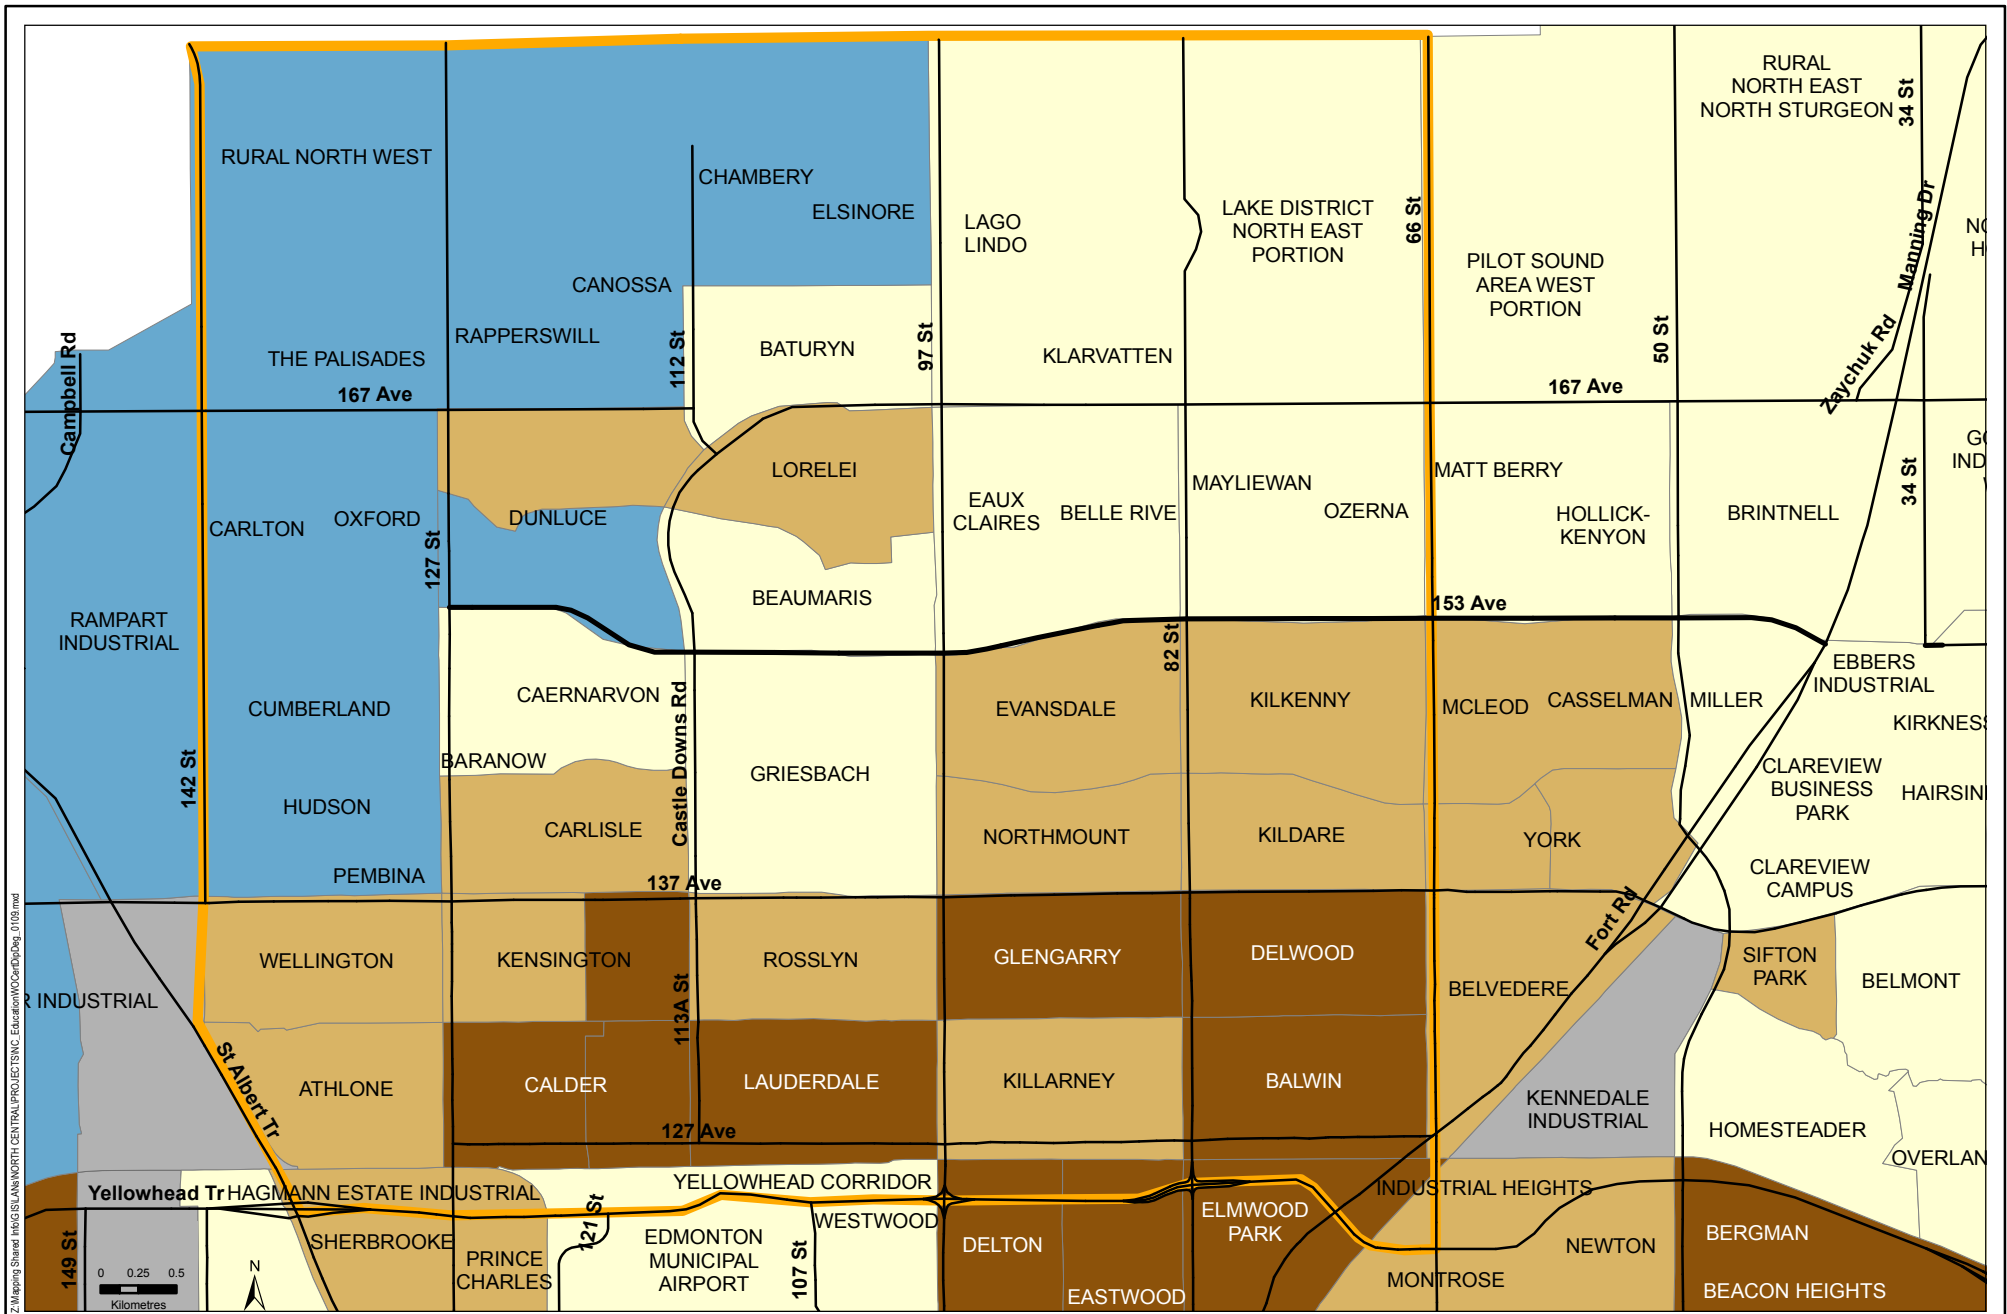 RURAL
NORTH EAST
NORTH STURGEON
34 St
RURAL NORTH WEST
CHAMBERY
ELSINORE
LAGO
LINDO
LAKE DISTRICT
NORTH EAST
PORTION
66 St
Manning Dr
PILOT SOUND
AREA WEST
PORTION
CANOSSA
RAPPERSWILL
THE PALISADES
Campbell Rd
112 St
BATURYN
97 St
KLARVATTEN
50 St
Zaychuk Rd
167 Ave
167 Ave
LORELEI
MATT BERRY
MAYLIEWAN
34 St
CARLTON
OXFORD
DUNLUCE
EAUX
CLAIRES
BELLE RIVE
OZERNA
HOLLICK-
KENYON
BRINTNELL
127 St
BEAUMARIS
153 Ave
RAMPART
INDUSTRIAL
82 St
EBBERS
INDUSTRIAL
CUMBERLAND
CAERNARVON
EVANSDALE
KILKENNY
MCLEOD
CASSELMAN
MILLER
KIRKNES
BARANOW
Castle Downs Rd
GRIESBACH
142 St
HUDSON
CLAREVIEW
BUSINESS
PARK
HAIRSIN
CARLISLE
NORTHMOUNT
KILDARE
YORK
PEMBINA
137 Ave
CLAREVIEW
CAMPUS
Fort Rd
WELLINGTON
KENSINGTON
ROSSLYN
GLENGARRY
DELWOOD
SIFTON
PARK
BELVEDERE
BELMONT
R INDUSTRIAL
113A St
St Albert Tr
ATHLONE
CALDER
LAUDERDALE
KILLARNEY
BALWIN
KENNEDALE
INDUSTRIAL
127 Ave
HOMESTEADER
OVERLAN
Yellowhead Tr
HAGMANN ESTATE INDUSTRIAL
YELLOWHEAD CORRIDOR
INDUSTRIAL HEIGHTS
121 St
WESTWOOD
ELMWOOD
PARK
149 St
SHERBROOKE
PRINCE
CHARLES
EDMONTON
MUNICIPAL
AIRPORT
107 St
DELTON
NEWTON
BERGMAN
MONTROSE
EASTWOOD
BEACON HEIGHTS
0 0.25 0.5
Kilometres
N